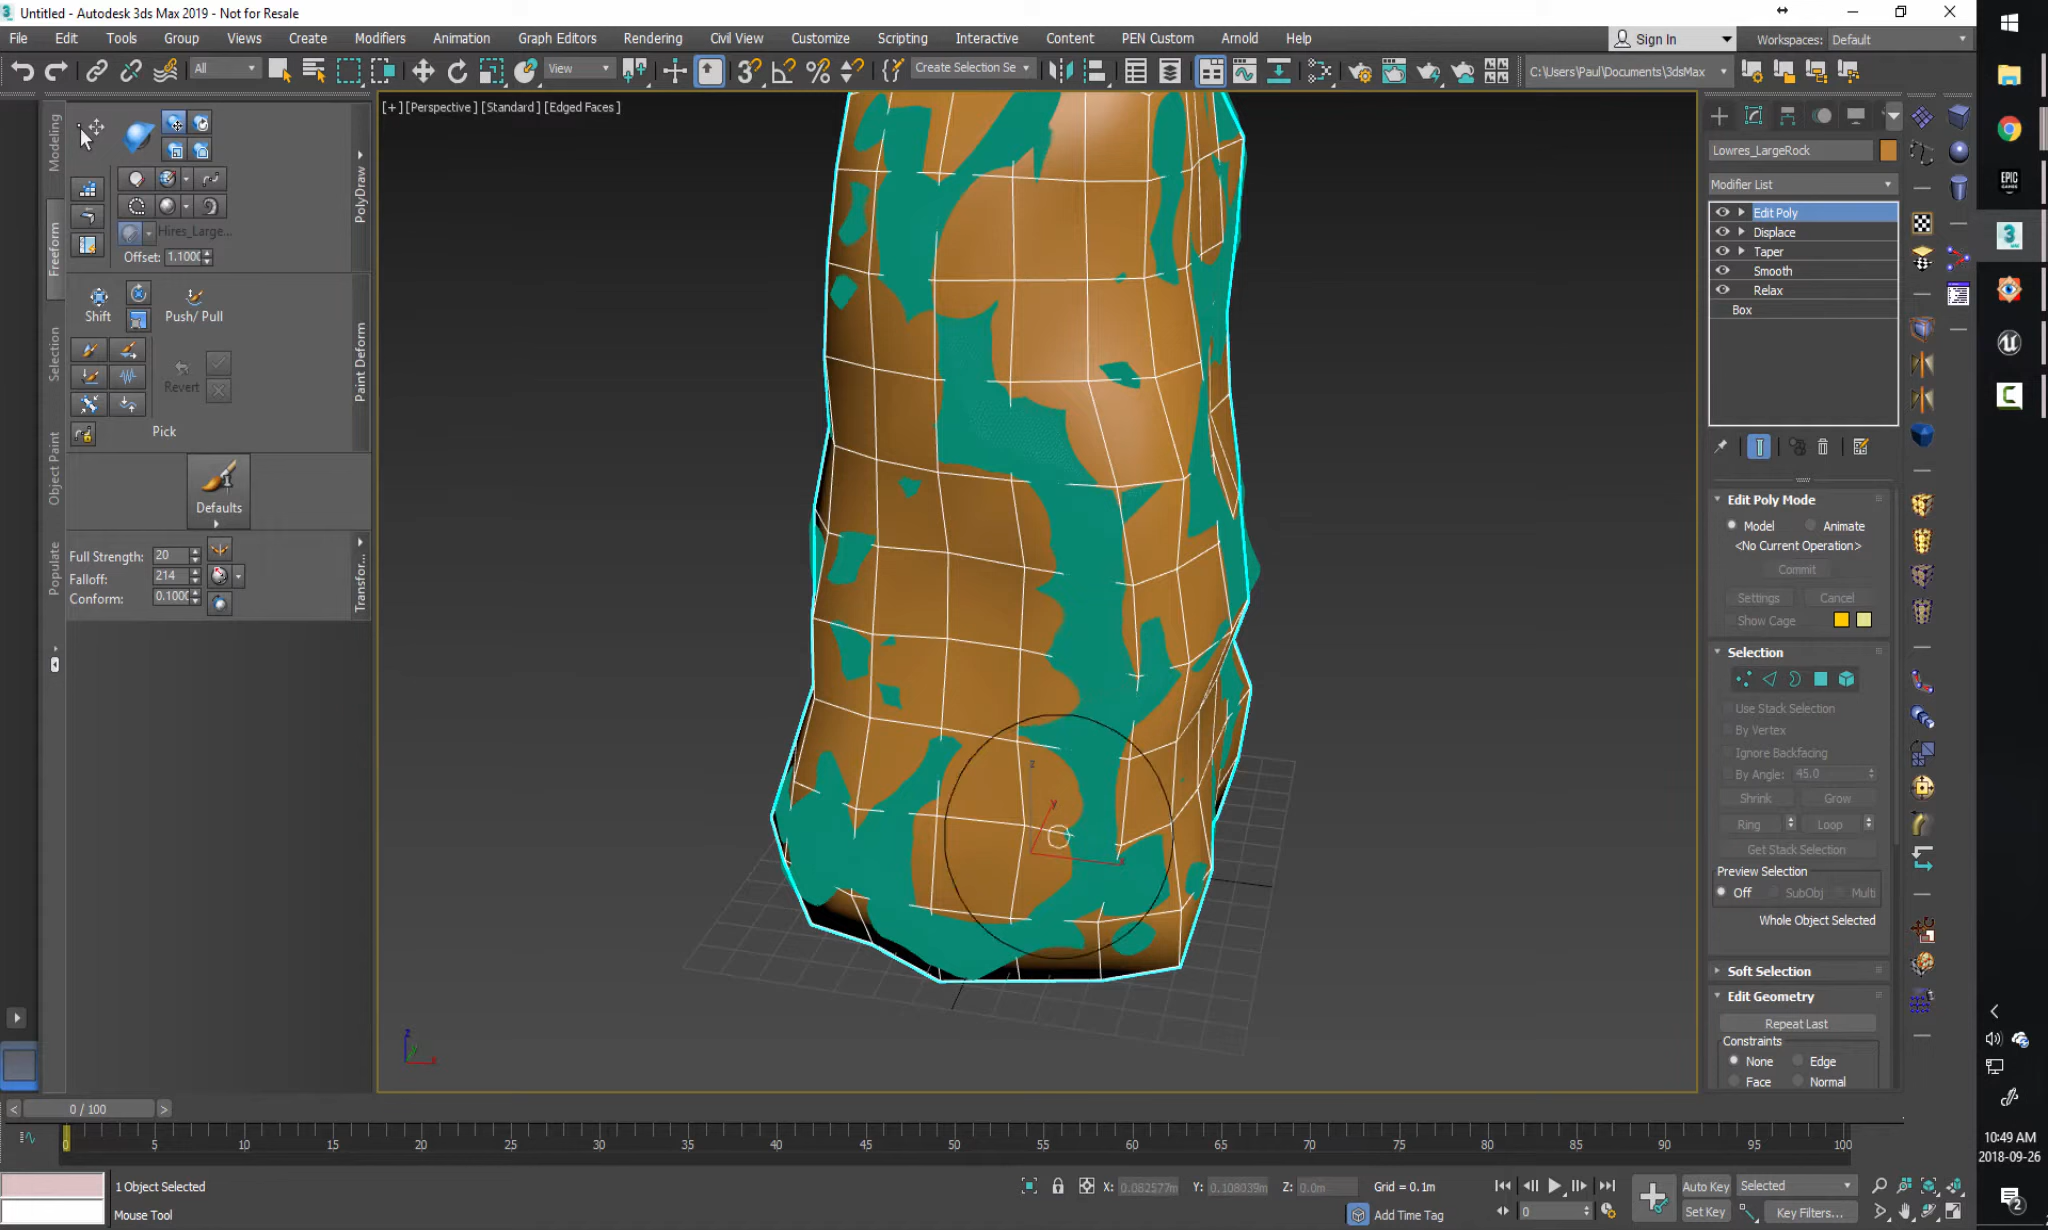 Untitled - Autodesk 3ds Max 2019 - Not for Resale
File Edit Tools Group Views Create Modifiers Animation Graph Editors Rendering Civil View Customize Scripting Interactive Content PEN Custom Arnold Help
Sign In
Workspaces: Default
All
View
Create Selection Se
C:\Users\Paul\Documents\3dsMax
Modeling
Freeform
Selection
Object Paint
Populate
PolyDraw
Hires_Large...
Offset: 1.100
Shift
Push/ Pull
Revert
Pick
Paint Deform
Defaults
Full Strength: 20
Falloff: 214
Conform: 0.100
Transfor...
[+] [Perspective] [Standard] [Edged Faces]
z
y
x
Lowres_LargeRock
Modifier List
Edit Poly
Displace
Taper
Smooth
Relax
Box
Edit Poly Mode
Model Animate
<No Current Operation>
Commit
Settings Cancel
Show Cage
Selection
Use Stack Selection
By Vertex
Ignore Backfacing
By Angle: 45.0
Shrink Grow
Ring Loop
Get Stack Selection
Preview Selection
Off SubObj Multi
Whole Object Selected
Soft Selection
Edit Geometry
Repeat Last
Constraints
None Edge
Face Normal
EPIC
GAMES
3
10:49 AM
2018-09-26
2
< 0 / 100 >
0 5 10 15 20 25 30 35 40 45 50 55 60 65 70 75 80 85 90 95 100
1 Object Selected
X: 0.082577m Y: 0.108039m Z: 0.0m Grid = 0.1m
Auto Key Selected
Mouse Tool
Add Time Tag
0
Set Key Key Filters...